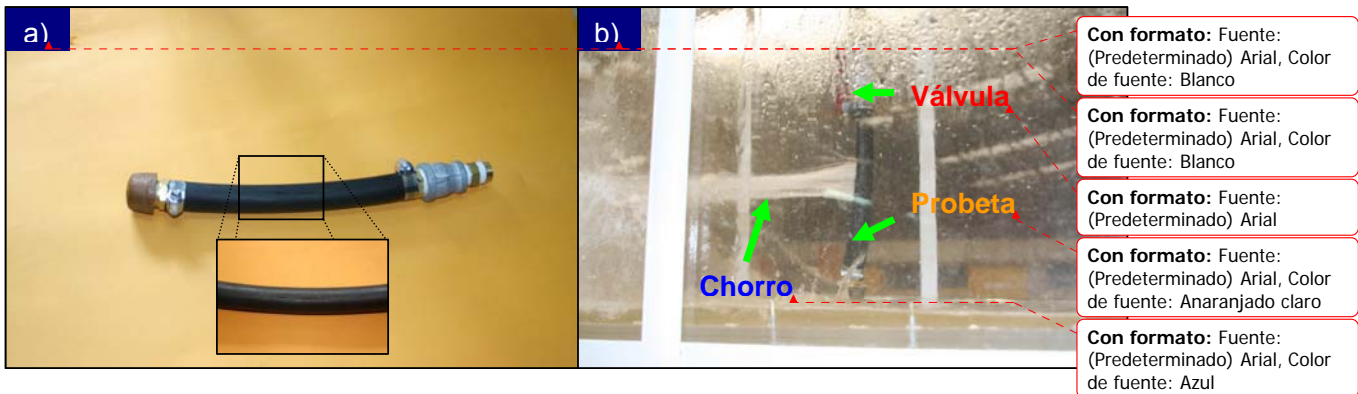 a)
b)
Válvula
Probeta
Chorro
Con formato: Fuente:
(Predeterminado) Arial, Color
de fuente: Blanco
Con formato: Fuente:
(Predeterminado) Arial, Color
de fuente: Blanco
Con formato: Fuente:
(Predeterminado) Arial
Con formato: Fuente:
(Predeterminado) Arial, Color
de fuente: Anaranjado claro
Con formato: Fuente:
(Predeterminado) Arial, Color
de fuente: Azul